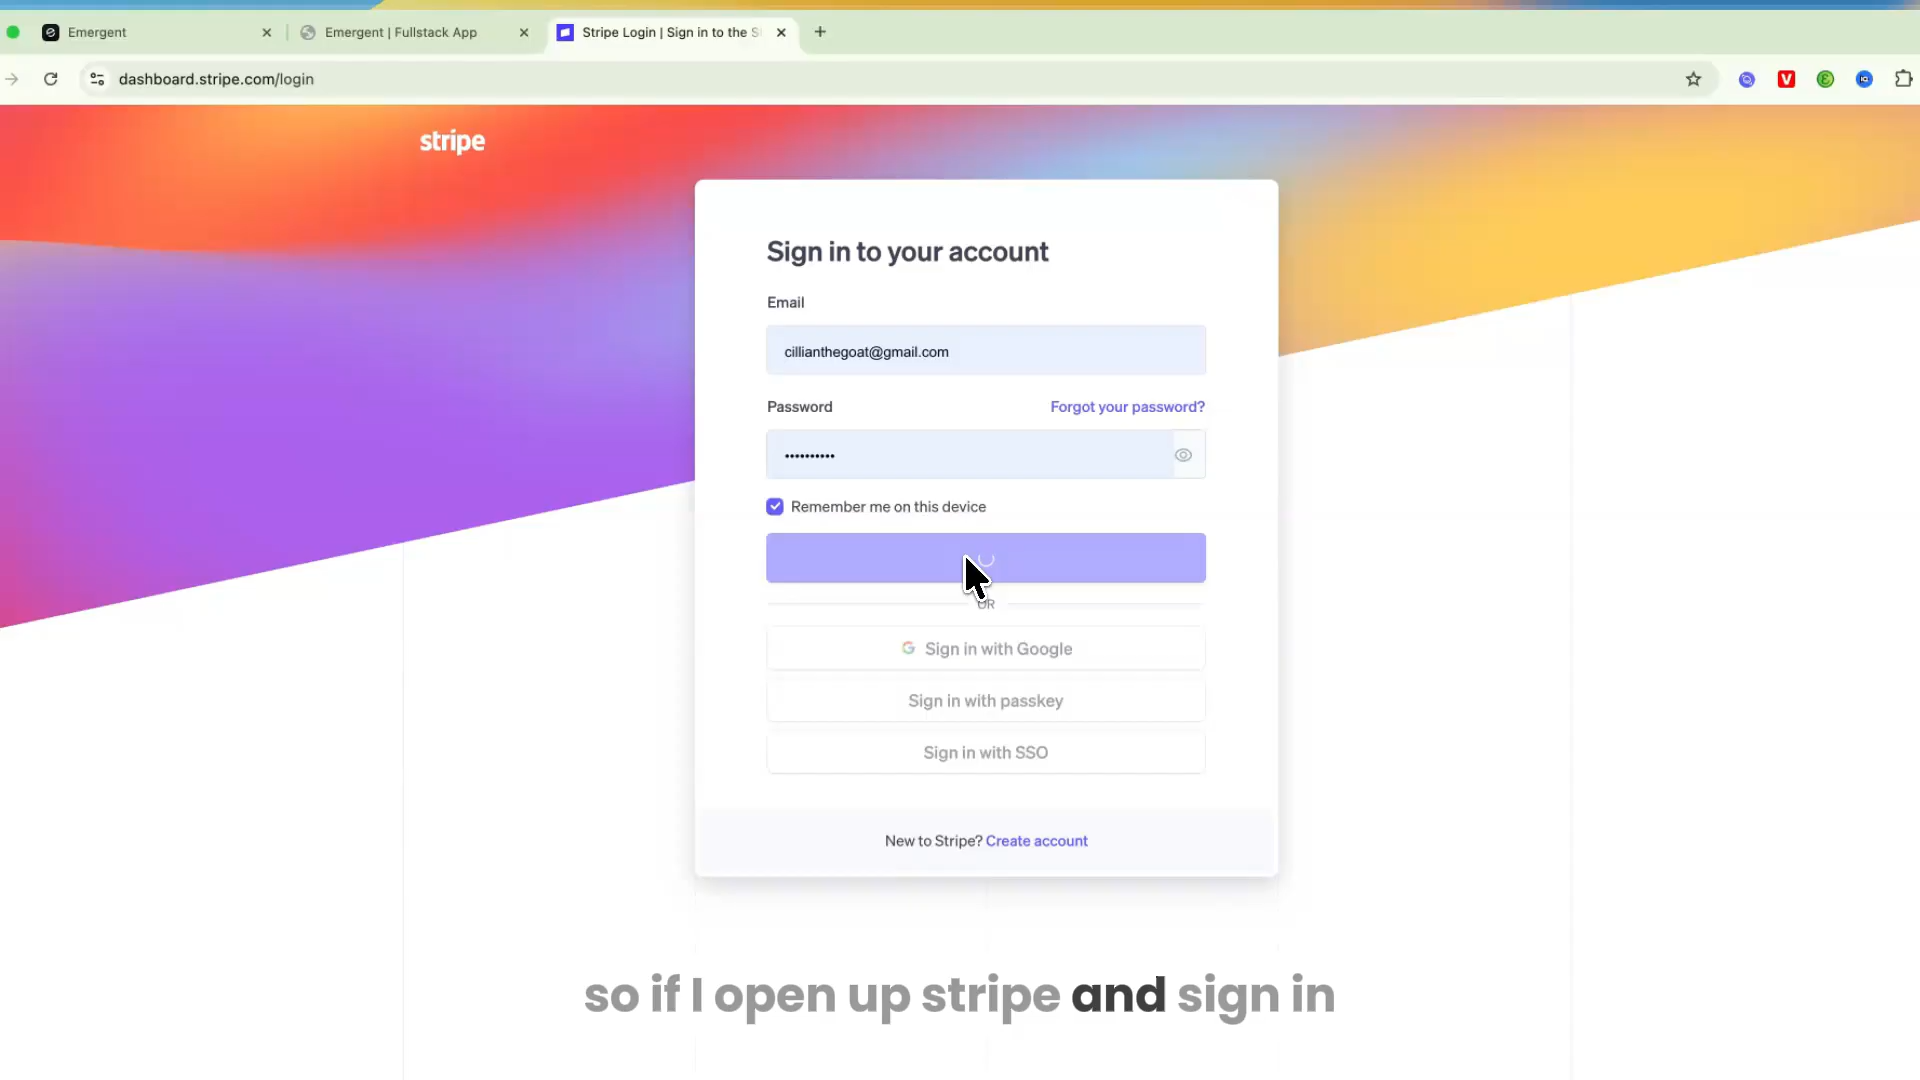 Emergent
Emergent | Fullstack App
Stripe Login | Sign in to the S
dashboard.stripe.com/login
stripe
Sign in to your account
Email
cillianthegoat@gmail.com
Password
Forgot your password?
••••••••••
Remember me on this device
OR
Sign in with Google
Sign in with passkey
Sign in with SSO
New to Stripe? Create account
so if I open up stripe and sign in